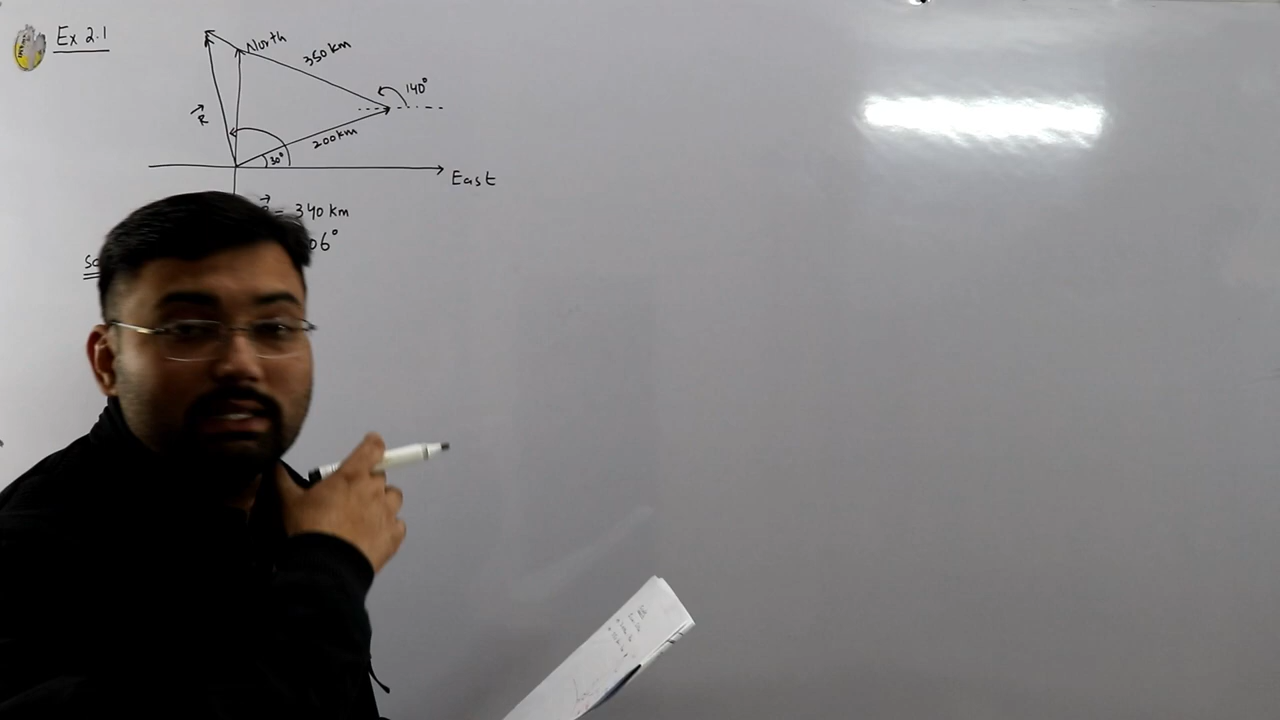 Ex 2.1
North
350 km
140°
R
200 km
30°
East
= 340 km
06°